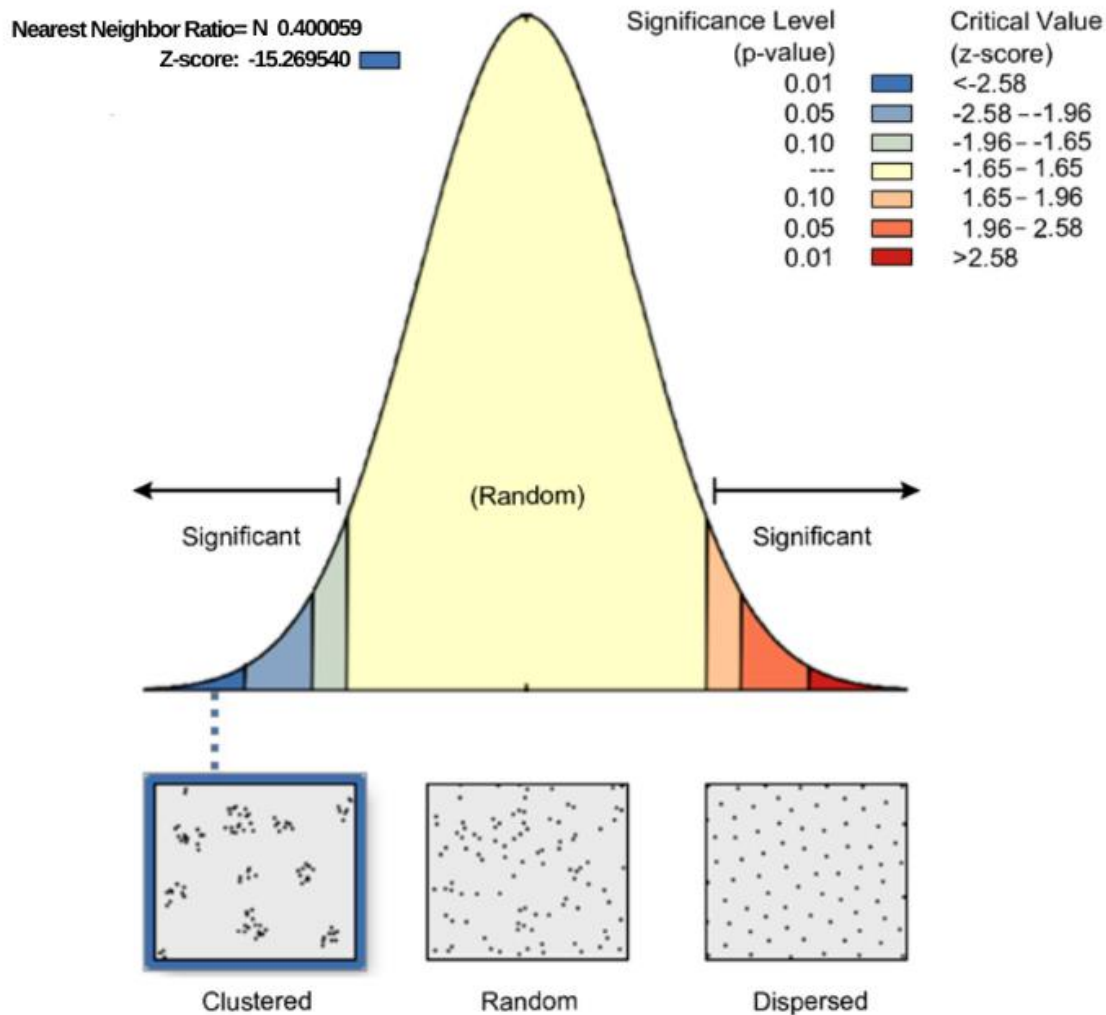 Nearest Neighbor Ratio= N 0.400059
Z-score: -15.269540
Significance Level
(p-value)
Critical Value
(z-score)
0.01 <-2.58
0.05 -2.58 – -1.96
0.10 -1.96 – -1.65
--- -1.65 – 1.65
0.10 1.65 – 1.96
0.05 1.96 – 2.58
0.01 >2.58
(Random)
Significant
Significant
Clustered
Random
Dispersed